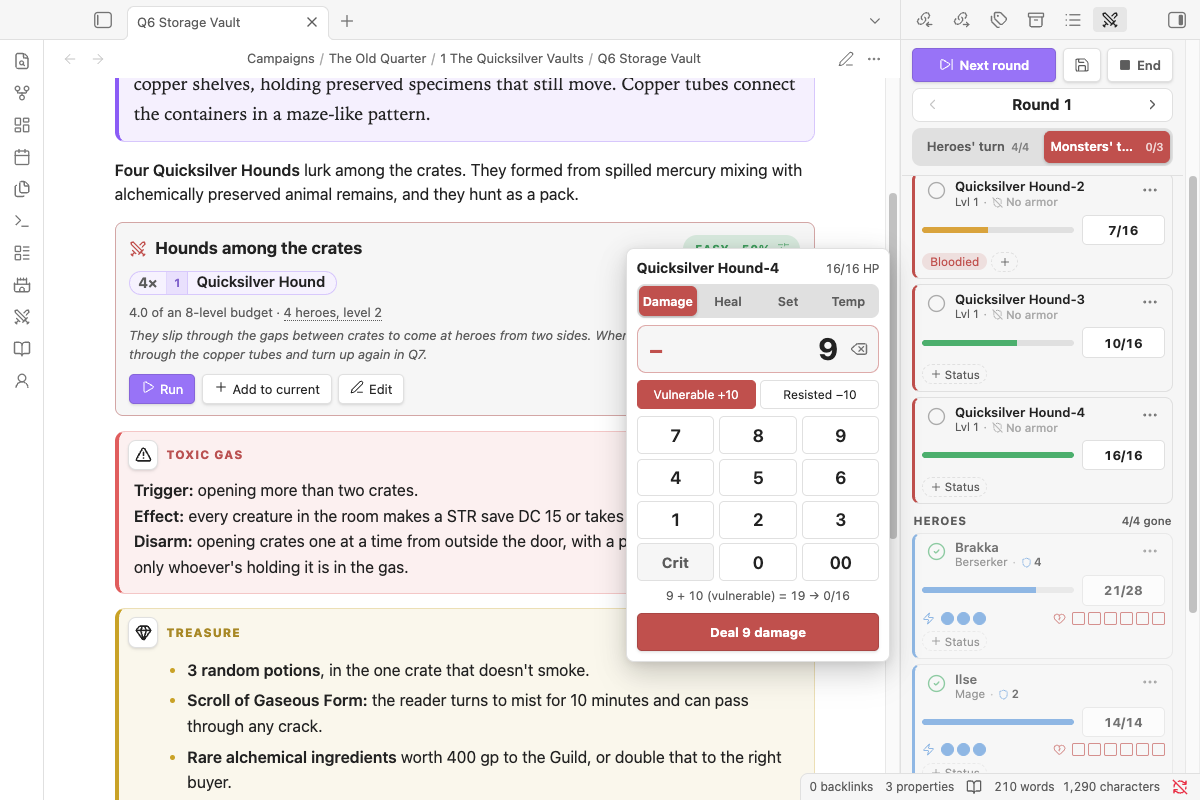 Q6 Storage Vault
Campaigns / The Old Quarter / 1 The Quicksilver Vaults / Q6 Storage Vault
copper shelves, holding preserved specimens that still move. Copper tubes connect
the containers in a maze-like pattern.
Four Quicksilver Hounds lurk among the crates. They formed from spilled mercury mixing with
alchemically preserved animal remains, and they hunt as a pack.
Hounds among the crates
4× 1 Quicksilver Hound
4.0 of an 8-level budget · 4 heroes, level 2
They slip through the gaps between crates to come at heroes from two sides.
through the copper tubes and turn up again in Q7.
Run
+ Add to current
Edit
TOXIC GAS
Trigger: opening more than two crates.
Effect: every creature in the room makes a STR save DC 15 or takes
Disarm: opening crates one at a time from outside the door, with a
only whoever's holding it is in the gas.
TREASURE
• 3 random potions, in the one crate that doesn't smoke.
• Scroll of Gaseous Form: the reader turns to mist for 10 minutes and can pass
through any crack.
• Rare alchemical ingredients worth 400 gp to the Guild, or double that to the right
buyer.
Quicksilver Hound-4 16/16 HP
Damage Heal Set Temp
– 9
Vulnerable +10 Resisted −10
7 8 9
4 5 6
1 2 3
Crit 0 00
9 + 10 (vulnerable) = 19 → 0/16
Deal 9 damage
Next round
End
Round 1
Heroes' turn 4/4
Monsters' t... 0/3
Quicksilver Hound-2
Lvl 1 · No armor
7/16
Bloodied +
Quicksilver Hound-3
Lvl 1 · No armor
10/16
+ Status
Quicksilver Hound-4
Lvl 1 · No armor
16/16
+ Status
HEROES 4/4 gone
Brakka
Berserker · 4
21/28
+ Status
Ilse
Mage · 2
14/14
+ Status
0 backlinks 3 properties 210 words 1,290 characters